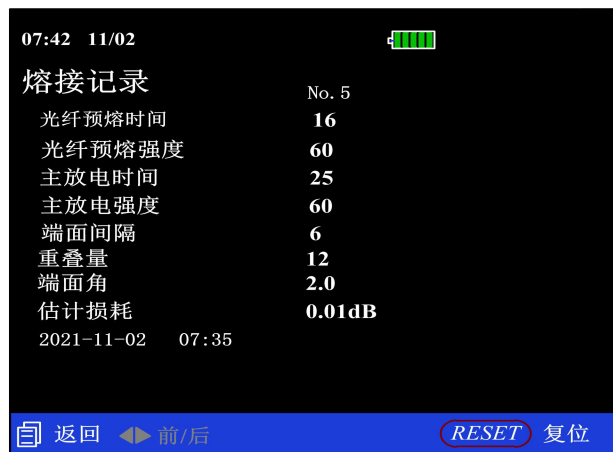 07:42 11/02
熔接记录 No. 5
光纤预熔时间 16
光纤预熔强度 60
主放电时间 25
主放电强度 60
端面间隔 6
重叠量 12
端面角 2.0
估计损耗 0.01dB
2021-11-02 07:35
返回 前/后 RESET 复位